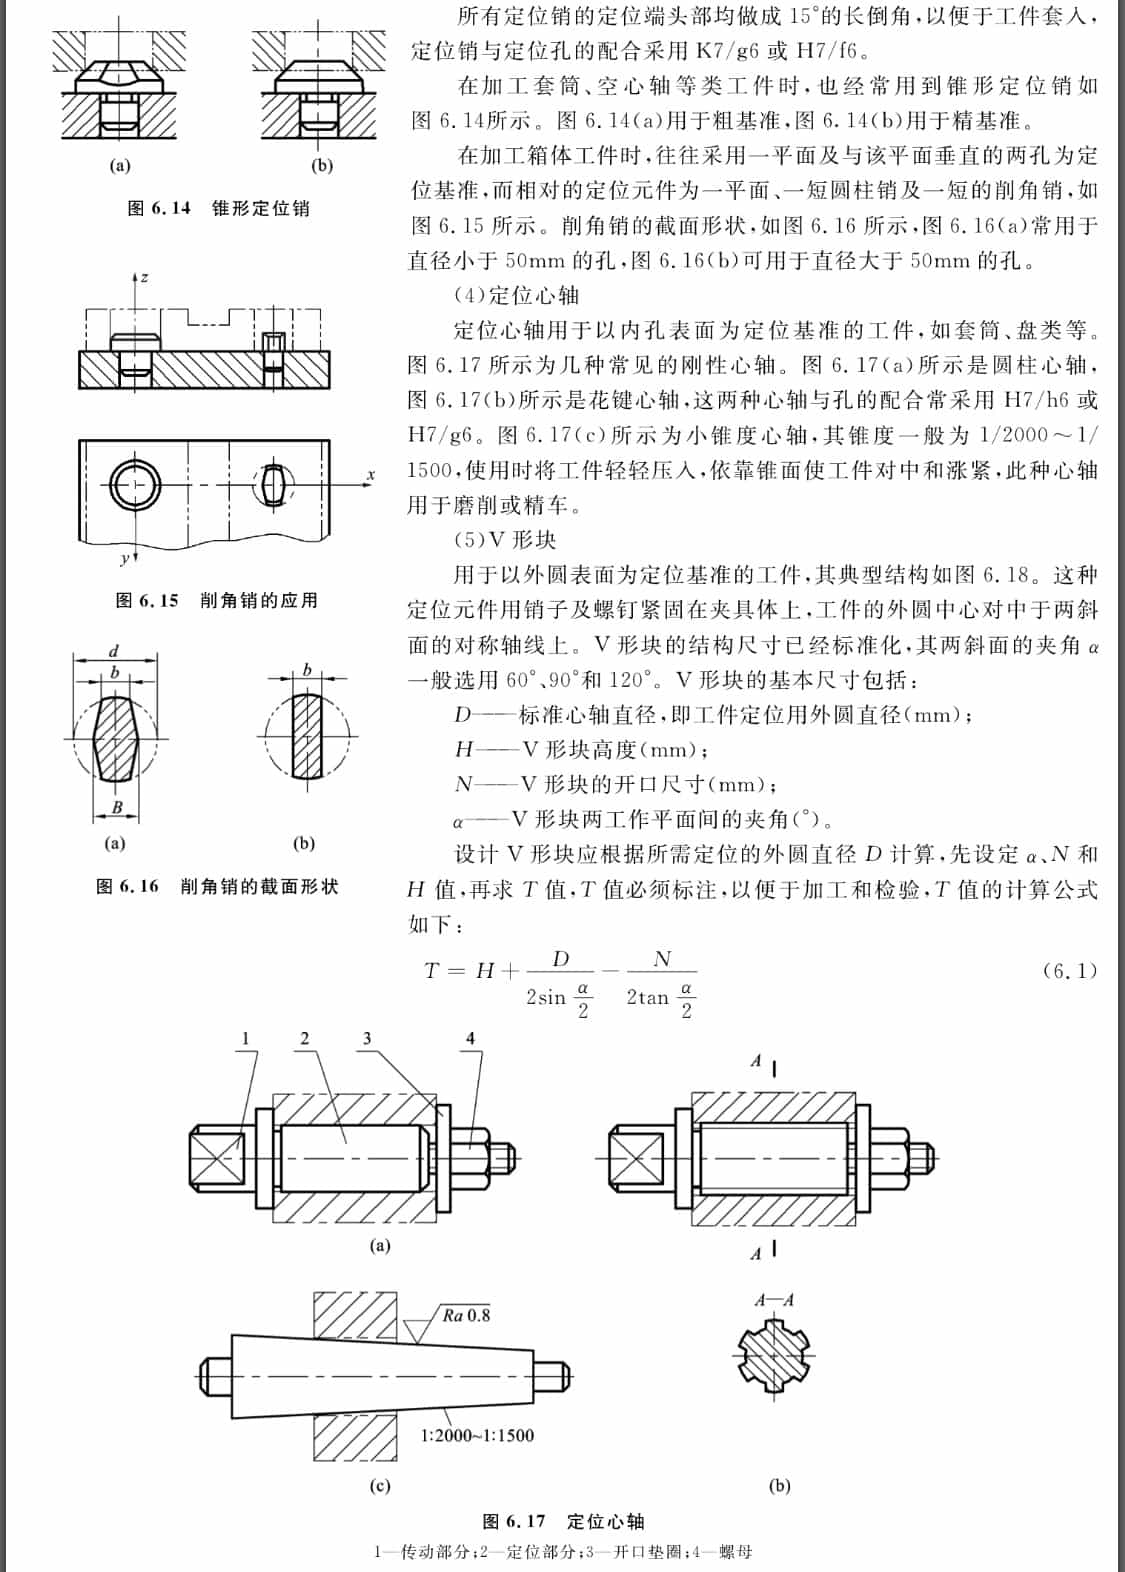 所有定位销的定位端头部均做成 15°的长倒角,以便于工件套入,
定位销与定位孔的配合采用 K7/g6 或 H7/f6。
在加工套筒、空心轴等类工件时,也经常用到锥形定位销如
图 6.14所示。图 6.14(a)用于粗基准,图 6.14(b)用于精基准。
在加工箱体工件时,往往采用一平面及与该平面垂直的两孔为定
位基准,而相对的定位元件为一平面、一短圆柱销及一短的削角销,如
图 6.15 所示。削角销的截面形状,如图 6.16 所示,图 6.16(a)常用于
直径小于 50mm 的孔,图 6.16(b)可用于直径大于 50mm 的孔。
(4)定位心轴
定位心轴用于以内孔表面为定位基准的工件,如套筒、盘类等。
图 6.17 所示为几种常见的刚性心轴。图 6.17(a)所示是圆柱心轴,
图 6.17(b)所示是花键心轴,这两种心轴与孔的配合常采用 H7/h6 或
H7/g6。图 6.17(c)所示为小锥度心轴,其锥度一般为 1/2000～1/
1500,使用时将工件轻轻压入,依靠锥面使工件对中和涨紧,此种心轴
用于磨削或精车。
(5)V 形块
用于以外圆表面为定位基准的工件,其典型结构如图 6.18。这种
定位元件用销子及螺钉紧固在夹具体上,工件的外圆中心对中于两斜
面的对称轴线上。V 形块的结构尺寸已经标准化,其两斜面的夹角 α
一般选用 60°、90°和 120°。V 形块的基本尺寸包括:
D——标准心轴直径,即工件定位用外圆直径(mm);
H——V 形块高度(mm);
N——V 形块的开口尺寸(mm);
α——V 形块两工作平面间的夹角(°)。
设计 V 形块应根据所需定位的外圆直径 D 计算,先设定 α、N 和
H 值,再求 T 值,T 值必须标注,以便于加工和检验,T 值的计算公式
如下:
T = H + D/(2sin α/2) − N/(2tan α/2) (6.1)
(a) (b)
图 6.14 锥形定位销
z
x
y
图 6.15 削角销的应用
d
b b
B
(a) (b)
图 6.16 削角销的截面形状
1 2 3 4
A
(a)
A
Ra 0.8
A—A
1:2000~1:1500
(c) (b)
图 6.17 定位心轴
1—传动部分;2—定位部分;3—开口垫圈;4—螺母